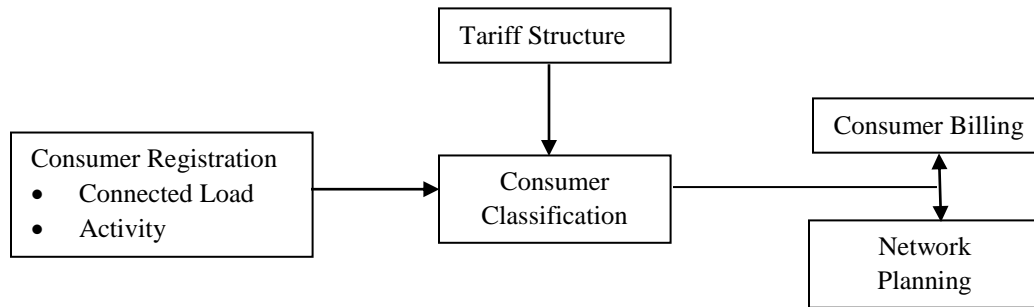 Tariff Structure
Consumer Billing
Consumer Registration
• Connected Load
• Activity
Consumer
Classification
Network
Planning